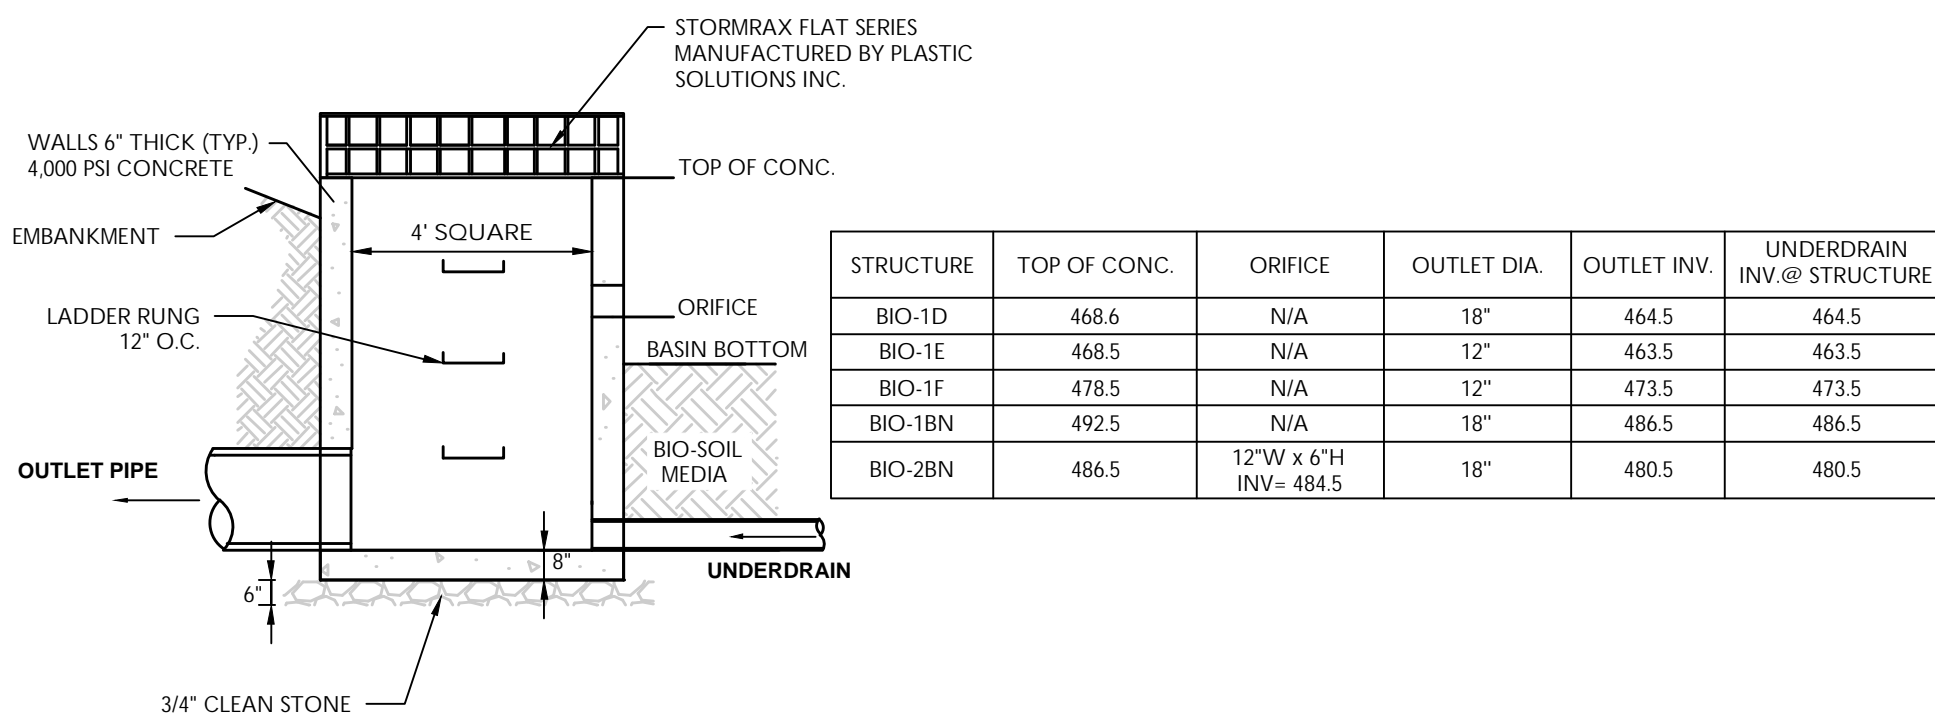 STORMRAX FLAT SERIES
MANUFACTURED BY PLASTIC
SOLUTIONS INC.
WALLS 6" THICK (TYP.)
4,000 PSI CONCRETE
TOP OF CONC.
EMBANKMENT
4' SQUARE
LADDER RUNG
12" O.C.
ORIFICE
BASIN BOTTOM
BIO-SOIL
MEDIA
OUTLET PIPE
8"
UNDERDRAIN
6"
3/4" CLEAN STONE
STRUCTURE TOP OF CONC. ORIFICE OUTLET DIA. OUTLET INV. UNDERDRAIN
INV.@ STRUCTURE
BIO-1D 468.6 N/A 18" 464.5 464.5
BIO-1E 468.5 N/A 12" 463.5 463.5
BIO-1F 478.5 N/A 12" 473.5 473.5
BIO-1BN 492.5 N/A 18" 486.5 486.5
BIO-2BN 486.5 12"W x 6"H 18" 480.5 480.5
INV= 484.5